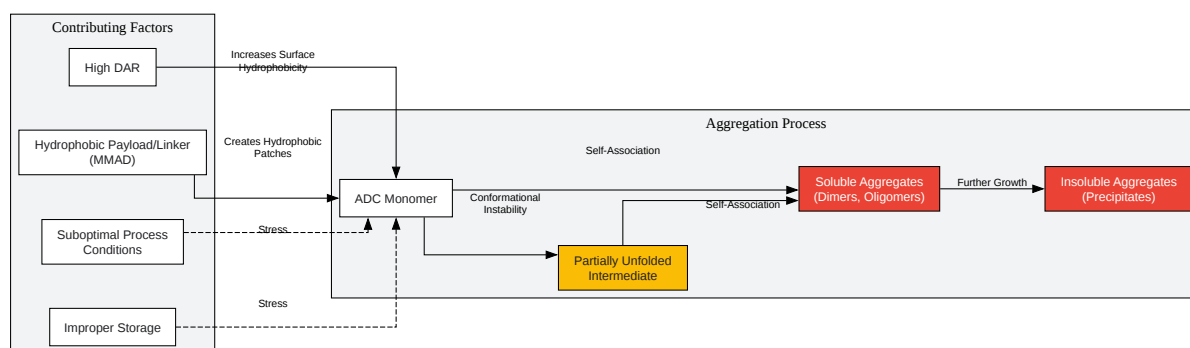 Contributing Factors
High DAR
Increases Surface
Hydrophobicity
Hydrophobic Payload/Linker
(MMAD)
Creates Hydrophobic
Patches
Suboptimal Process
Conditions
Stress
Improper Storage
Stress
Aggregation Process
ADC Monomer
Self-Association
Conformational
Instability
Partially Unfolded
Intermediate
Self-Association
Soluble Aggregates
(Dimers, Oligomers)
Further Growth
Insoluble Aggregates
(Precipitates)